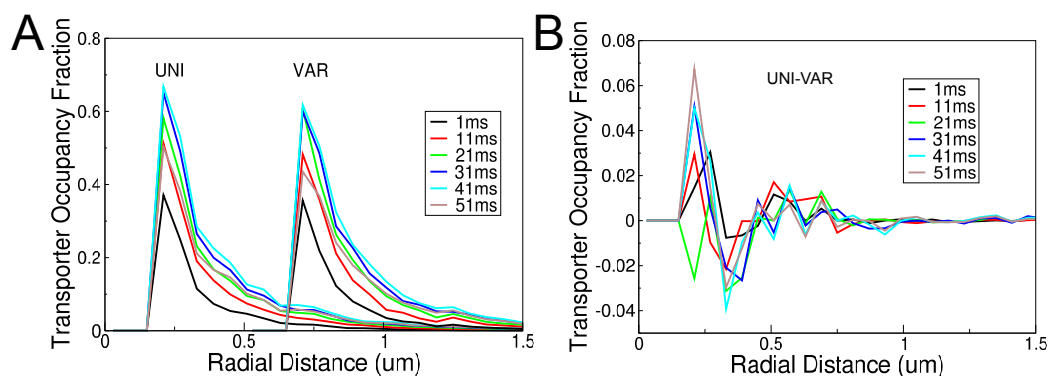 A
Transporter Occupancy Fraction
0.8
0.6
0.4
0.2
0
UNI
VAR
1ms
11ms
21ms
31ms
41ms
51ms
0
0.5
1
1.5
Radial Distance (um)
B
Transporter Occupancy Fraction
0.08
0.06
0.04
0.02
0
-0.02
-0.04
UNI-VAR
1ms
11ms
21ms
31ms
41ms
51ms
0
0.5
1
1.5
Radial Distance (um)